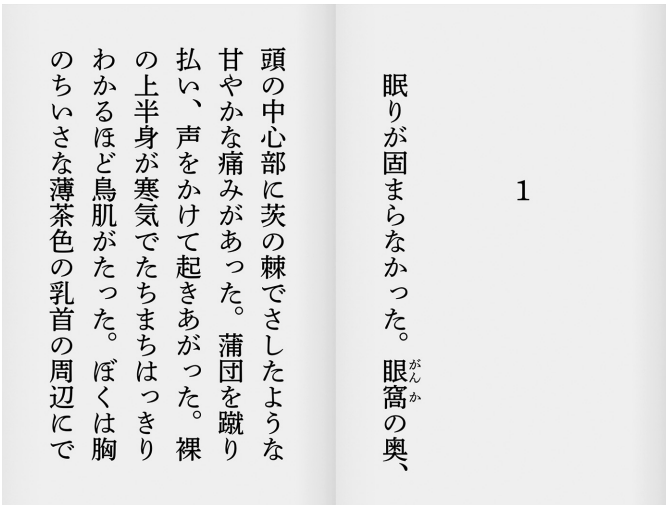 1
眠りが固まらなかった。眼窩の奥、
がんか
頭の中心部に茨の棘でさしたような
甘やかな痛みがあった。蒲団を蹴り
払い、声をかけて起きあがった。裸
の上半身が寒気でたちまちはっきり
わかるほど鳥肌がたった。ぼくは胸
のちいさな薄茶色の乳首の周辺にで